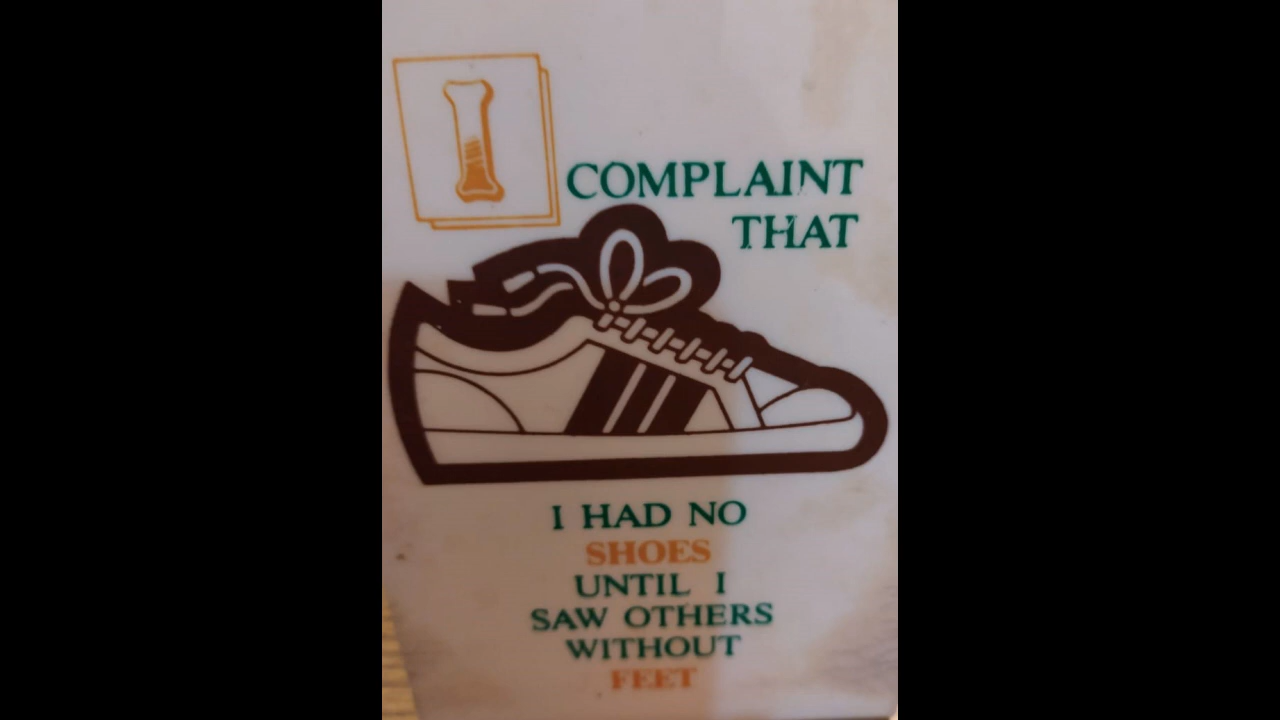 I COMPLAINT
THAT
I HAD NO
SHOES
UNTIL I
SAW OTHERS
WITHOUT
FEET